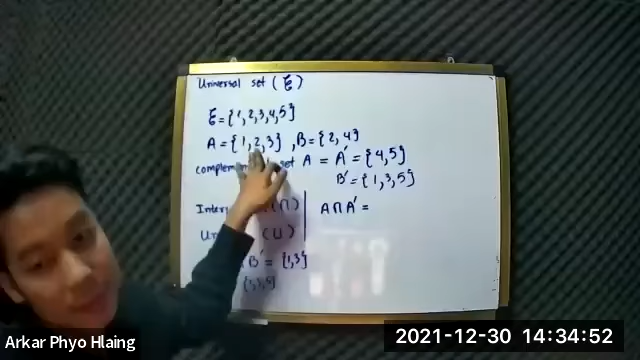 Universal set (ξ)
ξ = {1,2,3,4,5}
A = {1,2,3} , B = {2,4}
set A = A' = {4,5}
B' = {1,3,5}
(∩)
A ∩ A' =
(∪)
B' = {1,3}
Arkar Phyo Hlaing
2021-12-30 14:34:52